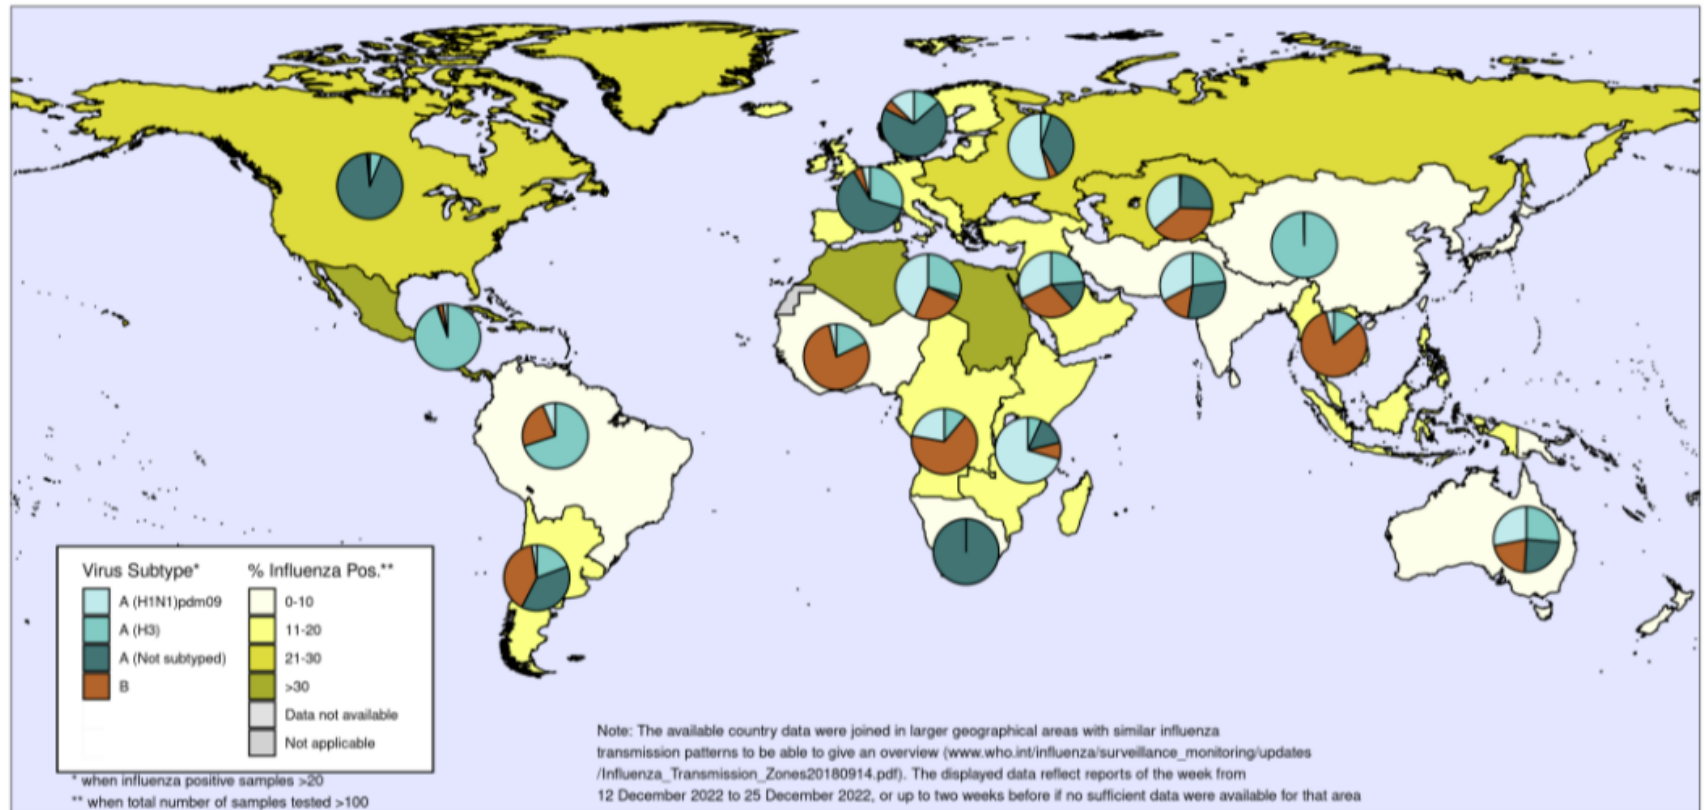 Virus Subtype*
A (H1N1)pdm09
A (H3)
A (Not subtyped)
B
% Influenza Pos.**
0-10
11-20
21-30
>30
Data not available
Not applicable
* when influenza positive samples >20
** when total number of samples tested >100
Note: The available country data were joined in larger geographical areas with similar influenza
transmission patterns to be able to give an overview (www.who.int/influenza/surveillance_monitoring/updates
/Influenza_Transmission_Zones20180914.pdf). The displayed data reflect reports of the week from
12 December 2022 to 25 December 2022, or up to two weeks before if no sufficient data were available for that area